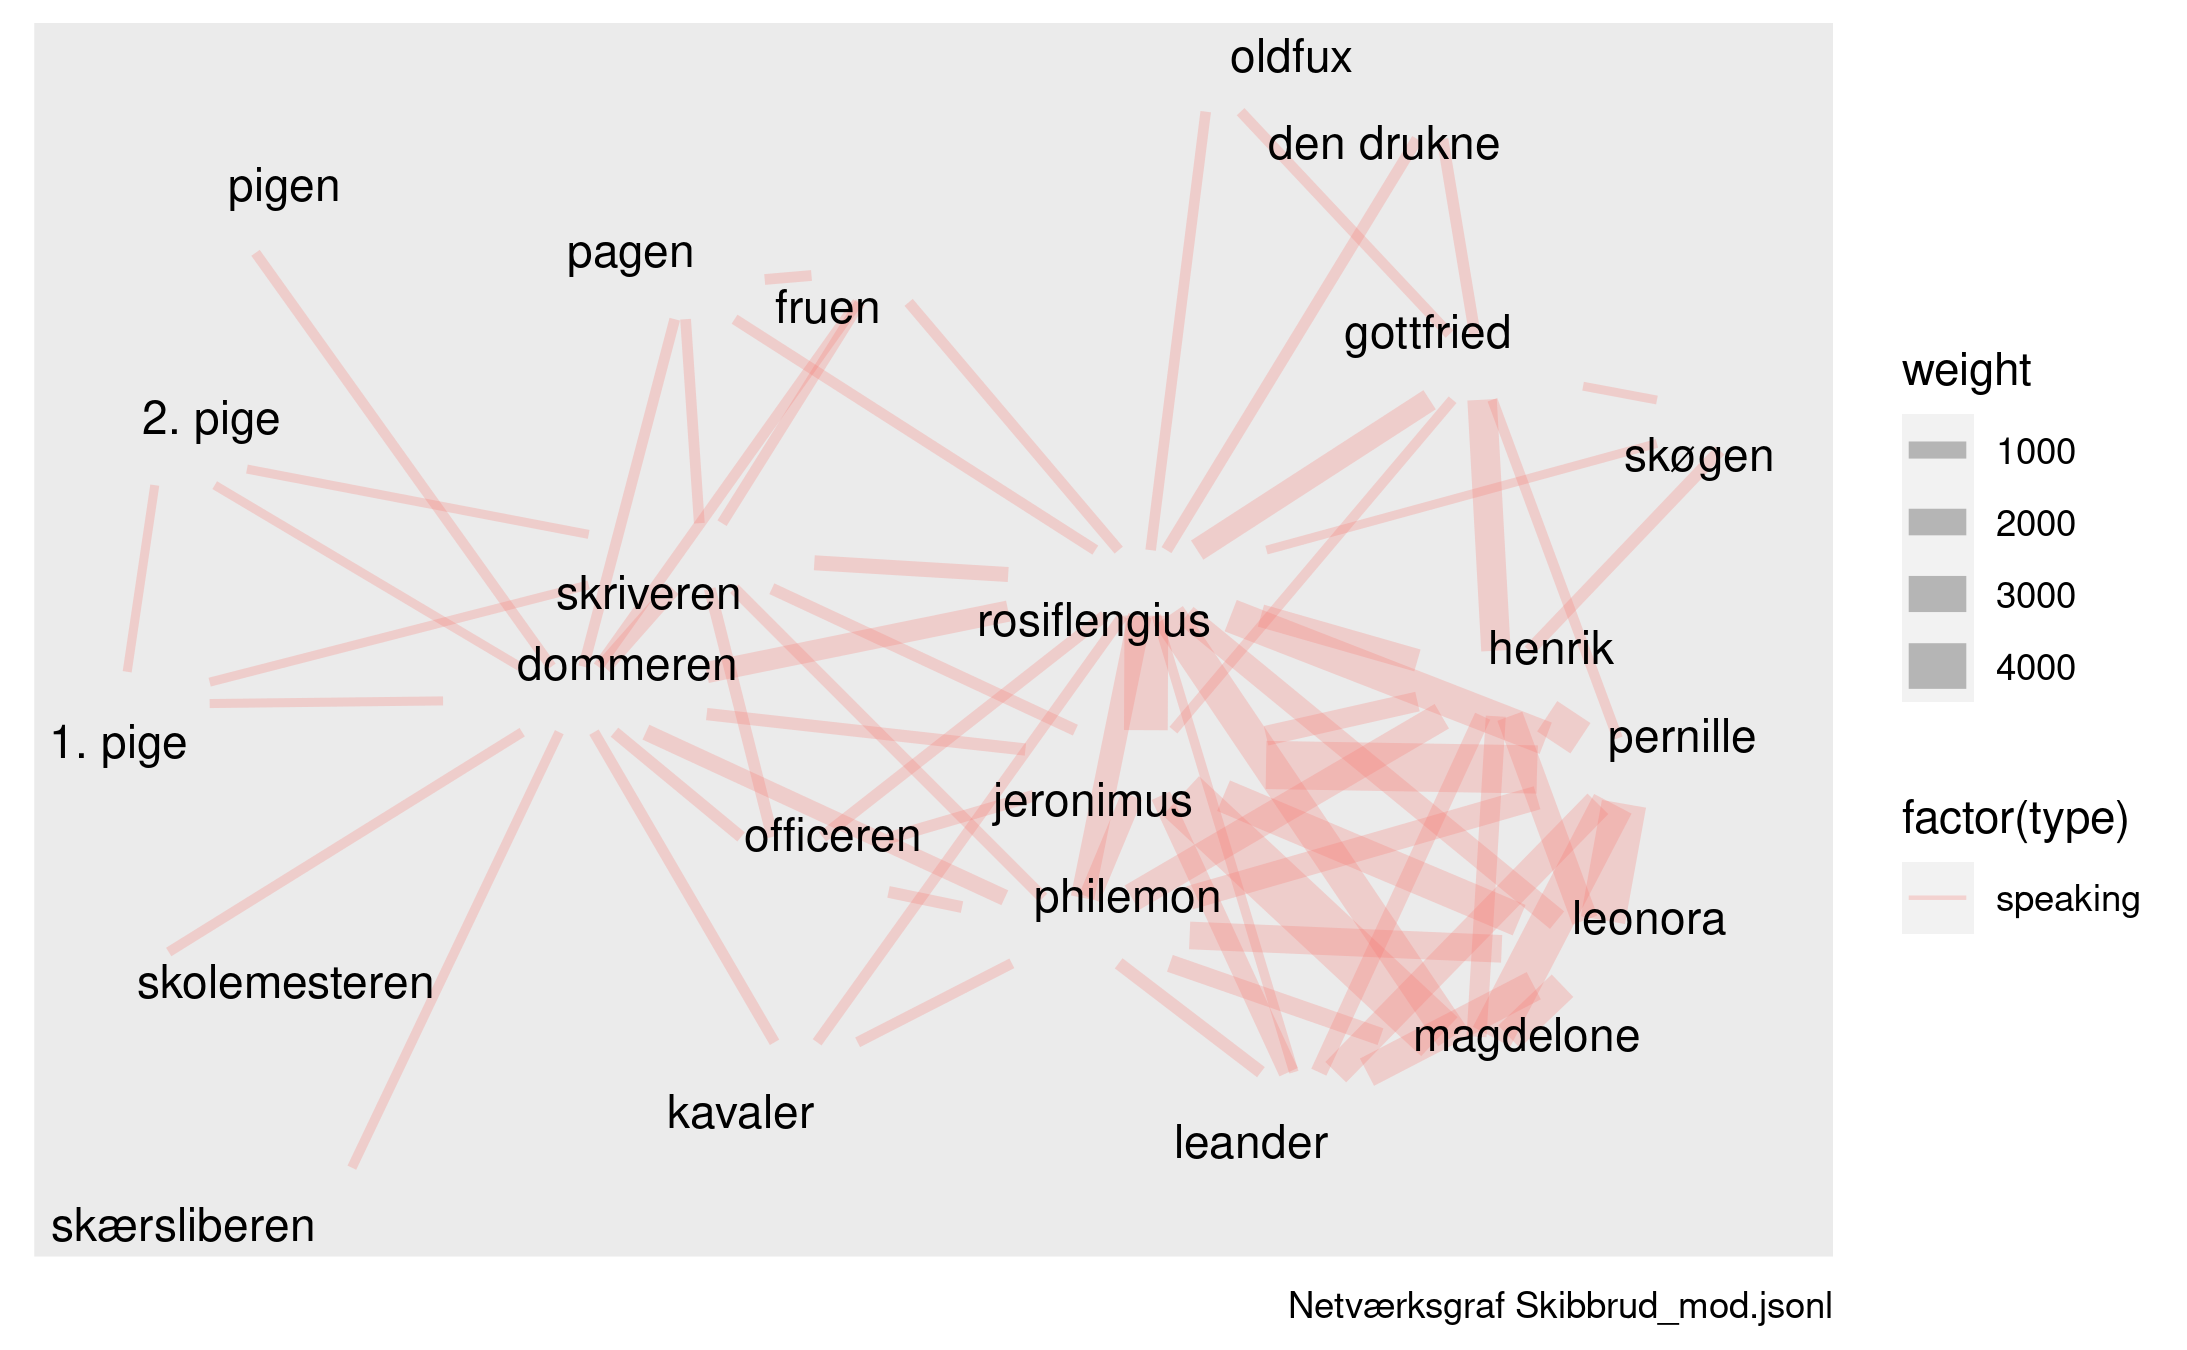 oldfux
den drukne
pigen
pagen
fruen
gottfried
2. pige
skøgen
skriveren
rosiflengius
henrik
dommeren
1. pige
pernille
jeronimus
officeren
philemon
leonora
skolemesteren
magdelone
kavaler
leander
skærsliberen
weight
1000
2000
3000
4000
factor(type)
speaking
Netværksgraf Skibbrud_mod.jsonl